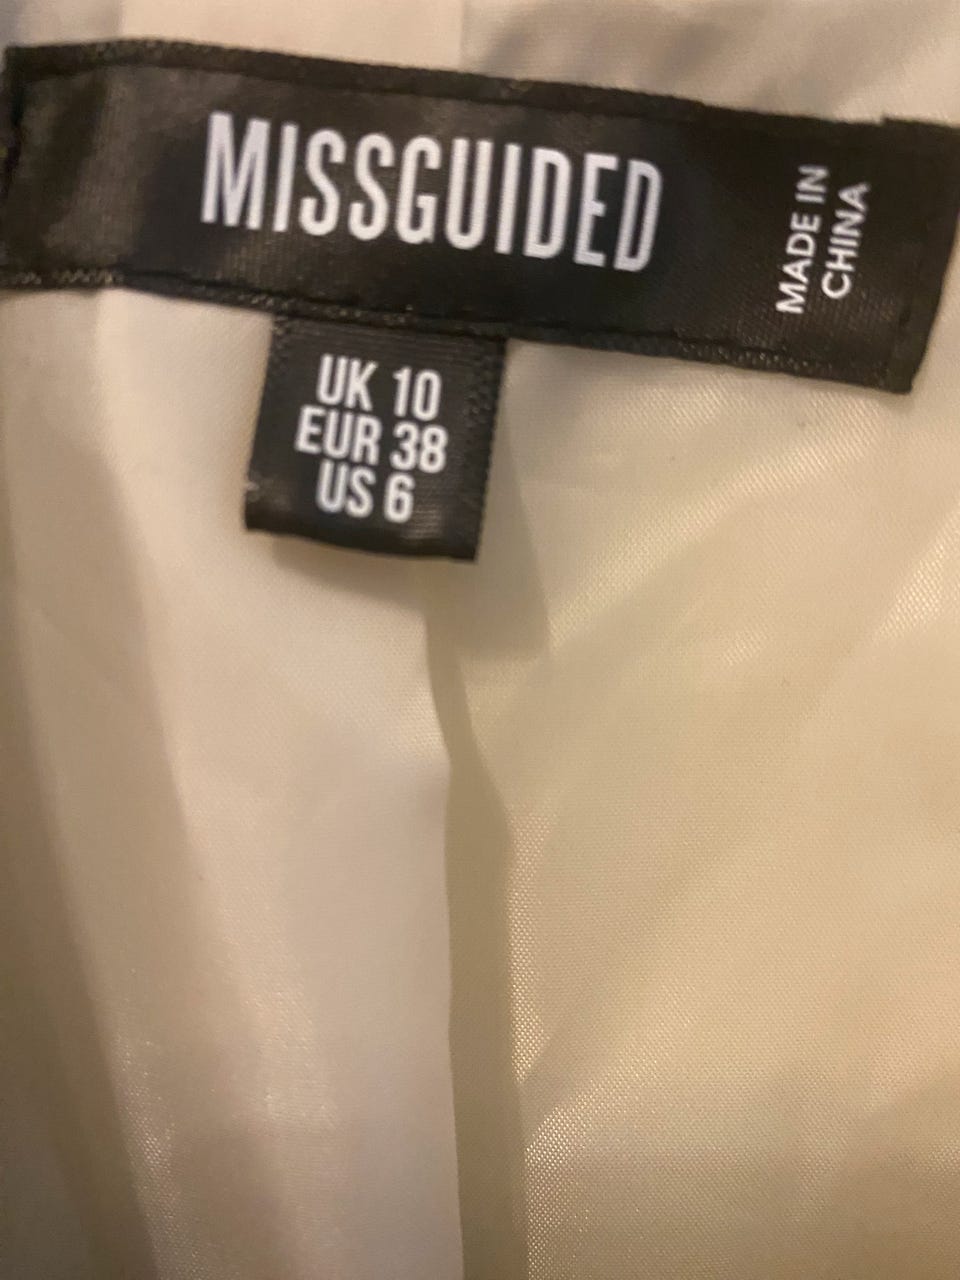 MISSGUIDED
MADE IN
CHINA
UK 10
EUR 38
US 6